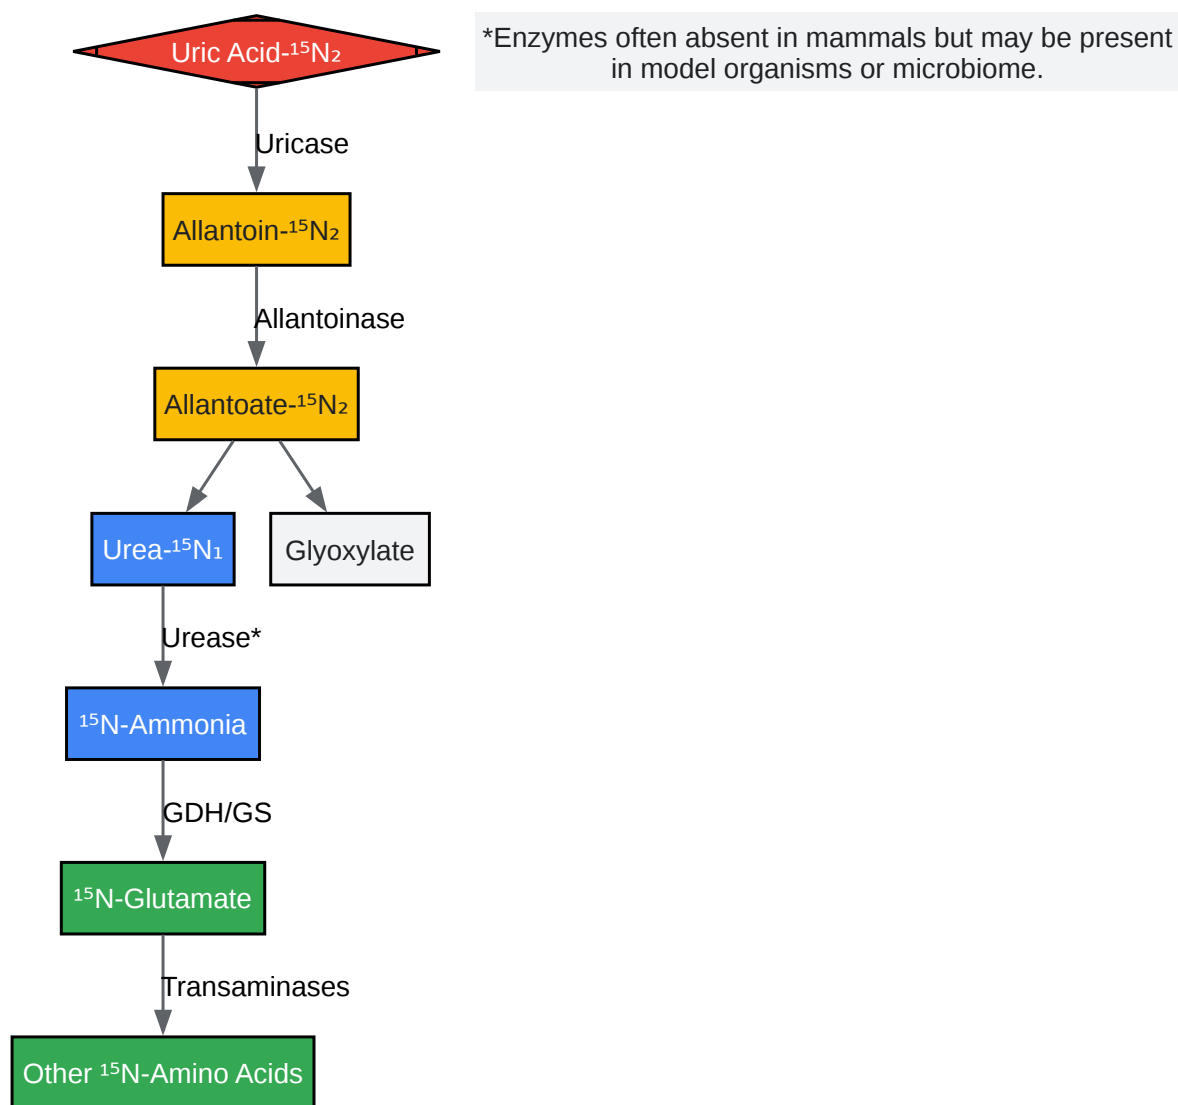 Uric Acid-¹⁵N₂
*Enzymes often absent in mammals but may be present
in model organisms or microbiome.
Uricase
Allantoin-¹⁵N₂
Allantoinase
Allantoate-¹⁵N₂
Urea-¹⁵N₁
Glyoxylate
Urease*
¹⁵N-Ammonia
GDH/GS
¹⁵N-Glutamate
Transaminases
Other ¹⁵N-Amino Acids